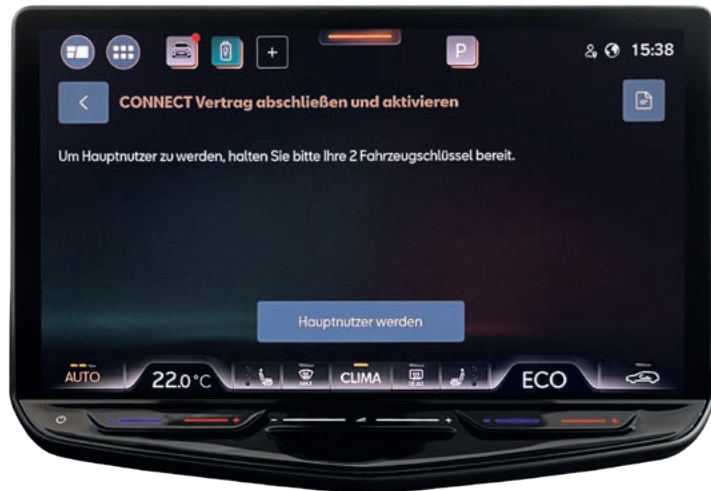 P
15:38
CONNECT Vertrag abschließen und aktivieren
Um Hauptnutzer zu werden, halten Sie bitte Ihre 2 Fahrzeugschlüssel bereit.
Hauptnutzer werden
AUTO 22.0 °C MAX CLIMA REAR ECO